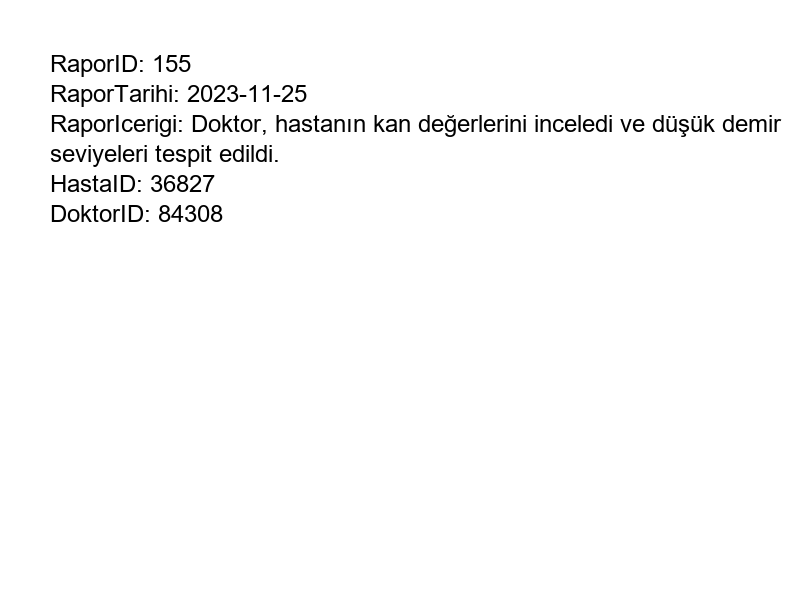 RaporID: 155
RaporTarihi: 2023-11-25
RaporIcerigi: Doktor, hastanın kan değerlerini inceledi ve düşük demir
seviyeleri tespit edildi.
HastaID: 36827
DoktorID: 84308